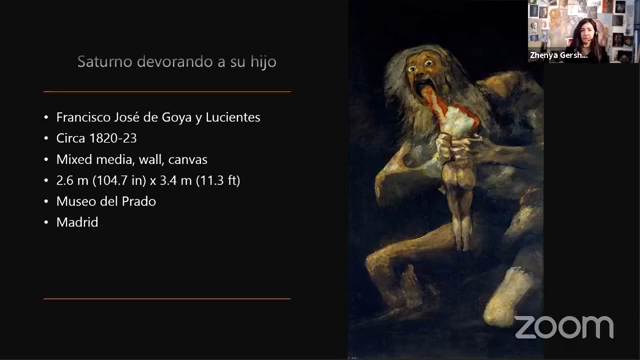 Zhenya Gersh...
Saturno devorando a su hijo
• Francisco José de Goya y Lucientes
• Circa 1820-23
• Mixed media, wall, canvas
• 2.6 m (104.7 in) x 3.4 m (11.3 ft)
• Museo del Prado
• Madrid
zoom